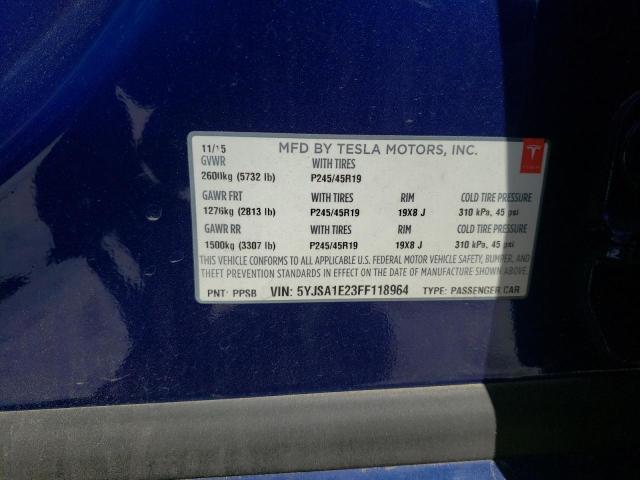 11/15 MFD BY TESLA MOTORS, INC.
GVWR WITH TIRES
2600kg (5732 lb) P245/45R19
GAWR FRT WITH TIRES RIM COLD TIRE PRESSURE
1276kg (2813 lb) P245/45R19 19X8 J 310 kPa, 45 psi
GAWR RR WITH TIRES RIM COLD TIRE PRESSURE
1500kg (3307 lb) P245/45R19 19X8 J 310 kPa, 45 psi
THIS VEHICLE CONFORMS TO ALL APPLICABLE U.S. FEDERAL MOTOR VEHICLE SAFETY, BUMPER, AND
THEFT PREVENTION STANDARDS IN EFFECT ON THE DATE OF MANUFACTURE SHOWN ABOVE.
PNT: PPSB VIN: 5YJSA1E23FF118964 TYPE: PASSENGER CAR
TESLA